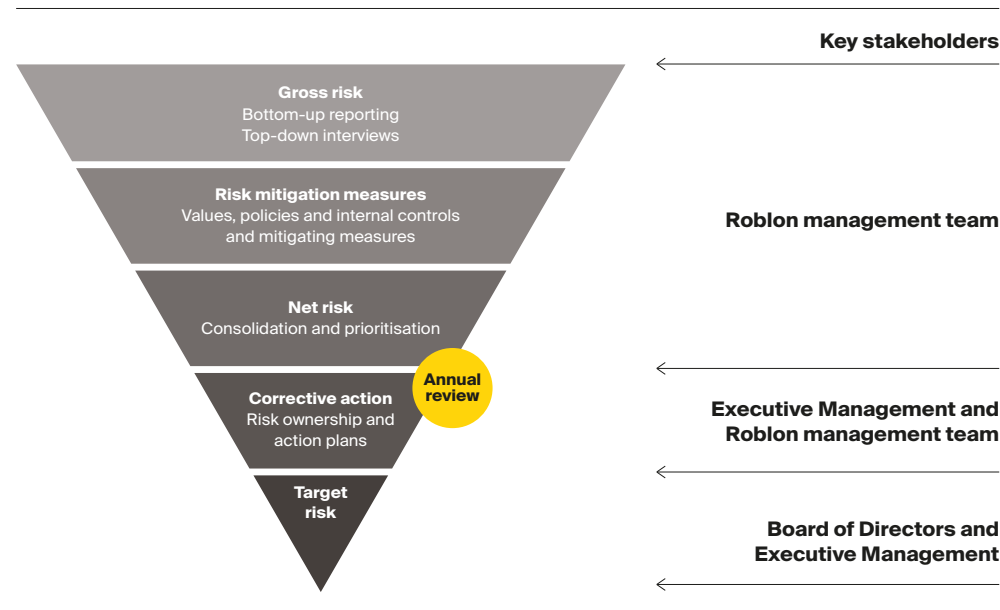 Key stakeholders
Gross risk
Bottom-up reporting
Top-down interviews
Risk mitigation measures
Values, policies and internal controls
and mitigating measures
Roblon management team
Net risk
Consolidation and prioritisation
Annual
review
Corrective action
Risk ownership and
action plans
Executive Management and
Roblon management team
Target
risk
Board of Directors and
Executive Management